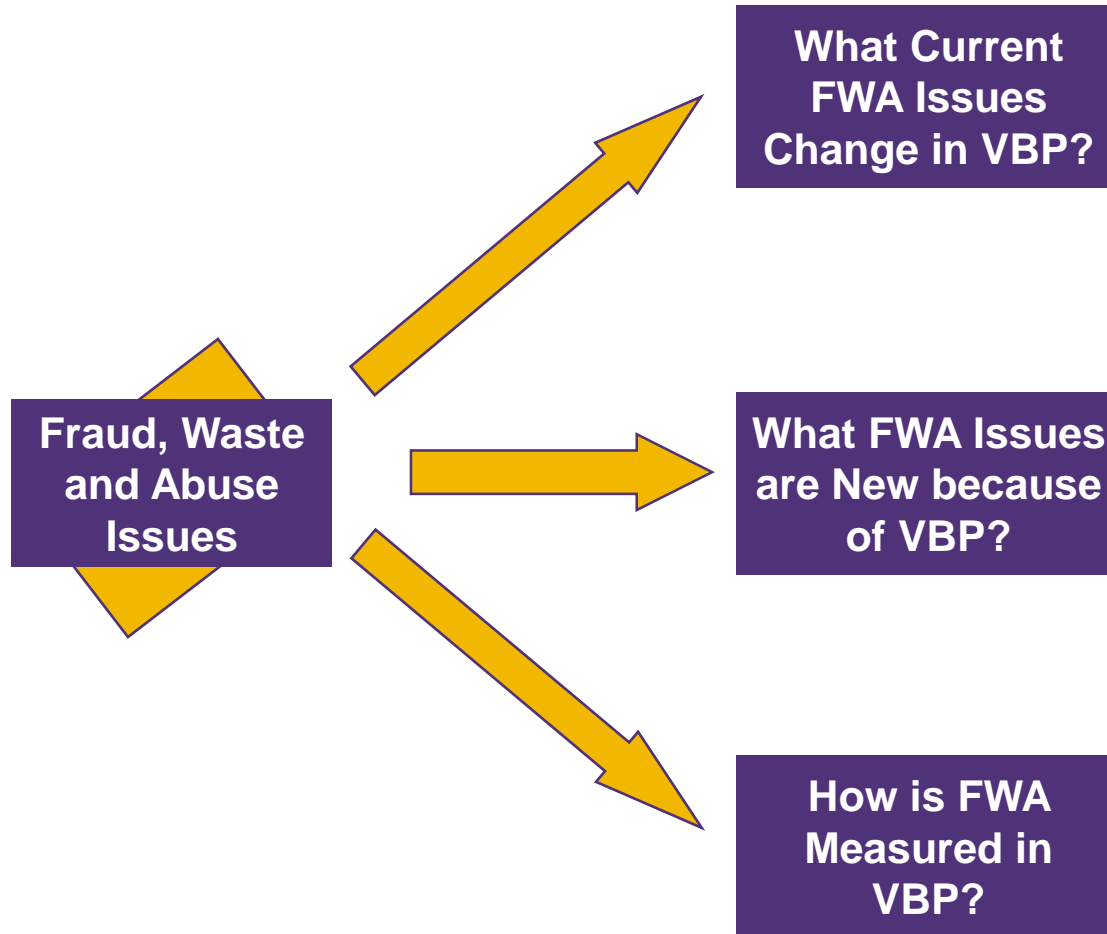 What Current
FWA Issues
Change in VBP?
Fraud, Waste
and Abuse
Issues
What FWA Issues
are New because
of VBP?
How is FWA
Measured in
VBP?